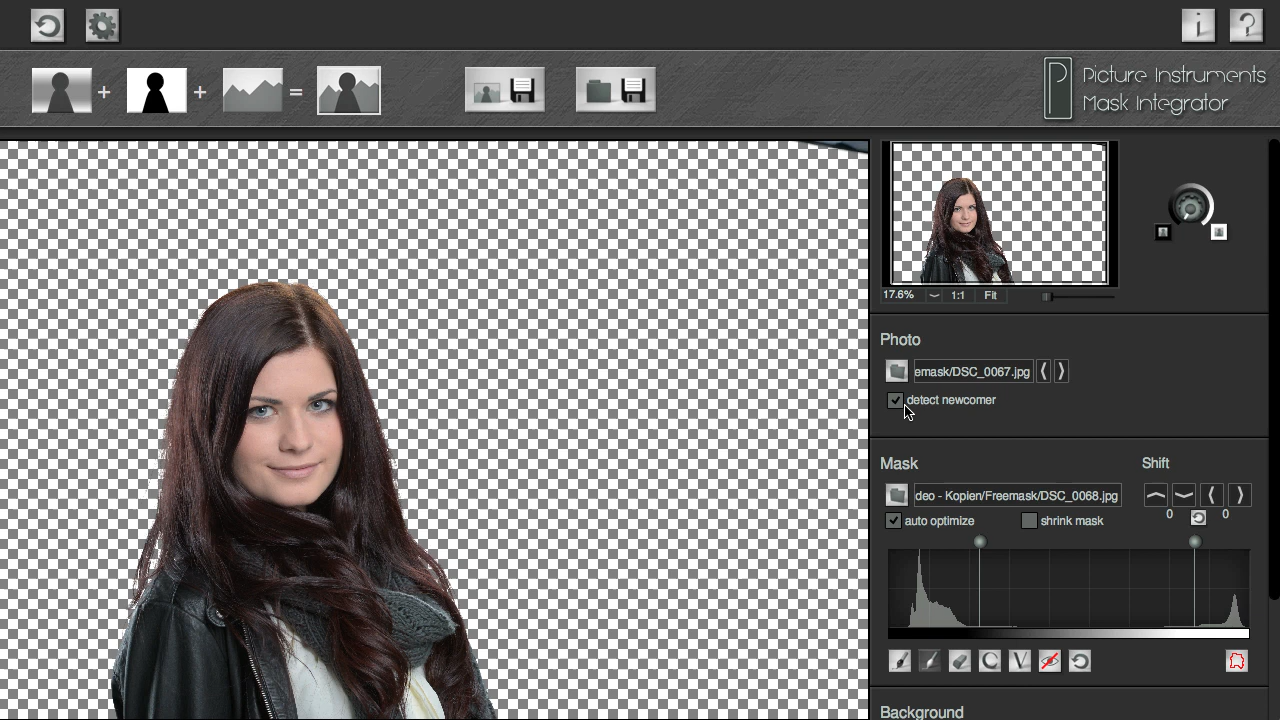 Picture Instruments
Mask Integrator
17.6%
1:1
Fit
Photo
emask/DSC_0067.jpg
detect newcomer
Mask
Shift
deo - Kopien/Freemask/DSC_0068.jpg
0
0
auto optimize
shrink mask
Background